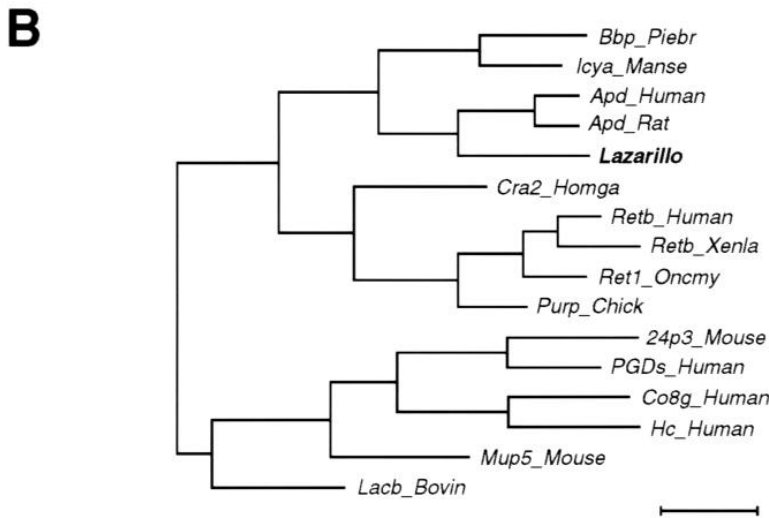 B
Bbp_Piebr
Icya_Manse
Apd_Human
Apd_Rat
Lazarillo
Cra2_Homga
Retb_Human
Retb_Xenla
Ret1_Oncmy
Purp_Chick
24p3_Mouse
PGDs_Human
Co8g_Human
Hc_Human
Mup5_Mouse
Lacb_Bovin